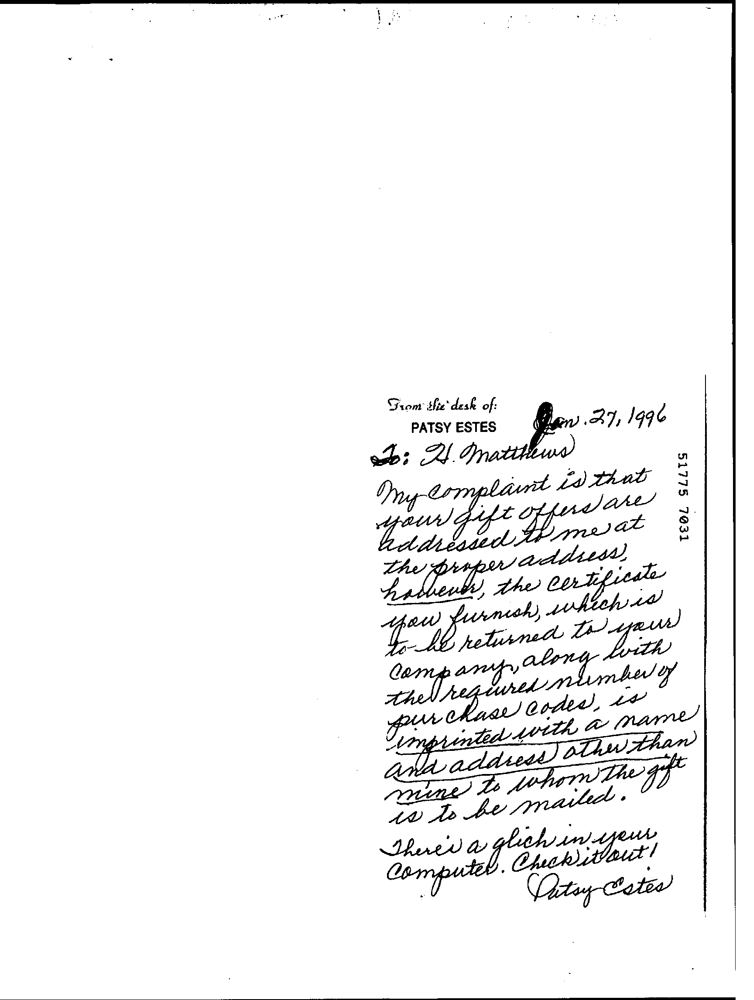 From the desk of:
PATSY ESTES
Jan. 27, 1996
To: H. Matthews
My complaint is that
your gift offers are
addressed to me at
the proper address,
however, the certificate
you furnish, which is
to be returned to your
company, along with
the required number of
purchase codes, is
imprinted with a name
and address other than
mine to whom the gift
is to be mailed.
There's a glich in your
computer. Check it out!
Patsy Estes
51775 7031